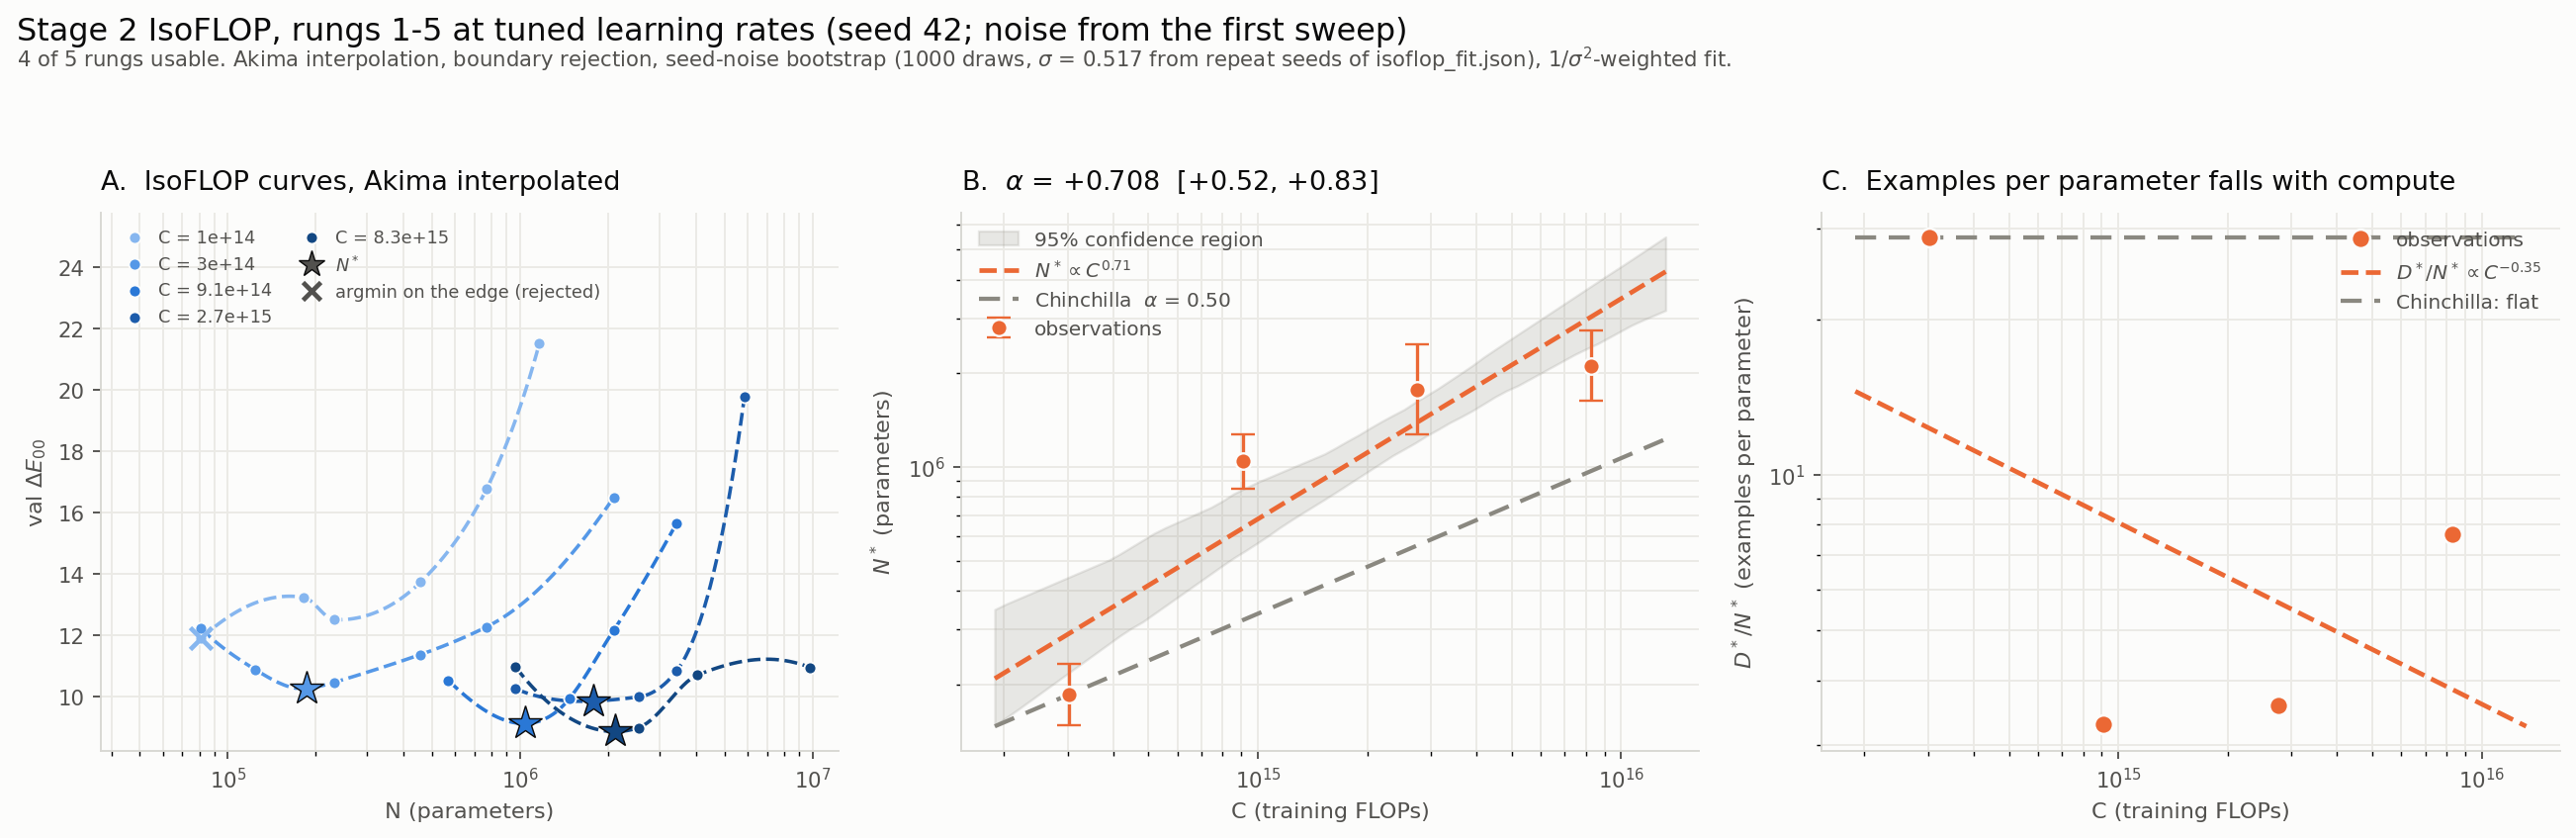 Stage 2 IsoFLOP, rungs 1-5 at tuned learning rates (seed 42; noise from the first sweep)
4 of 5 rungs usable. Akima interpolation, boundary rejection, seed-noise bootstrap (1000 draws, σ = 0.517 from repeat seeds of isoflop_fit.json), 1/σ²-weighted fit.
A. IsoFLOP curves, Akima interpolated
C = 1e+14
C = 3e+14
C = 9.1e+14
C = 2.7e+15
C = 8.3e+15
N*
argmin on the edge (rejected)
val ΔE₀₀
24
22
20
18
16
14
12
10
10⁵
10⁶
10⁷
N (parameters)
B. α = +0.708 [+0.52, +0.83]
95% confidence region
N* ∝ C^0.71
Chinchilla α = 0.50
observations
N* (parameters)
10⁶
10¹⁵
10¹⁶
C (training FLOPs)
C. Examples per parameter falls with compute
observations
D*/N* ∝ C^−0.35
Chinchilla: flat
D*/N* (examples per parameter)
10¹
10¹⁵
10¹⁶
C (training FLOPs)